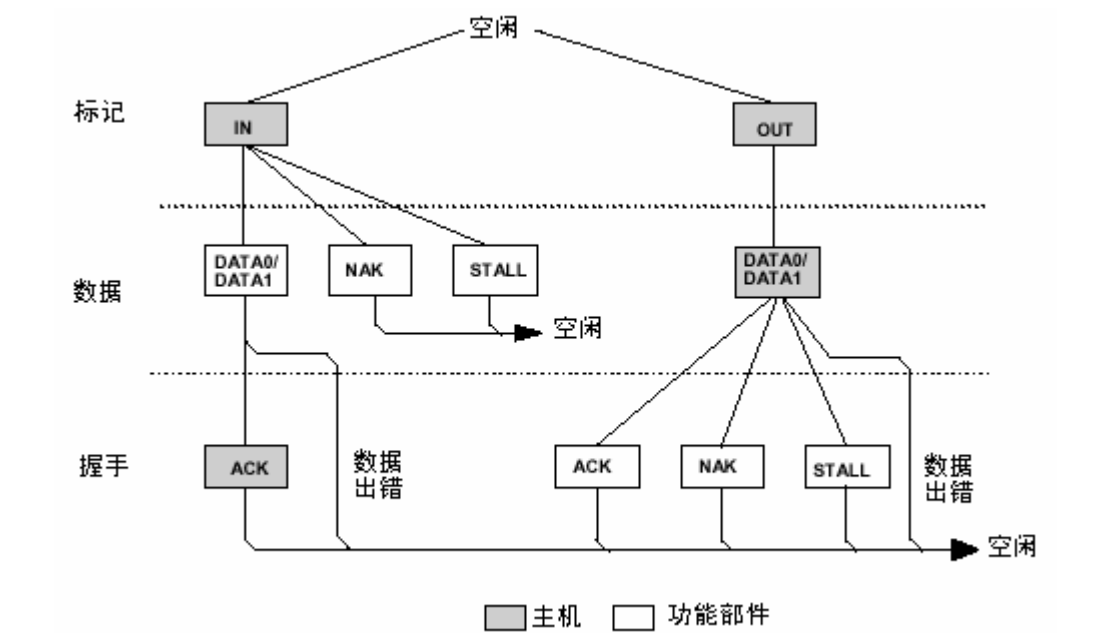 空闲
标记
IN
OUT
数据
DATA0/
DATA1
NAK
STALL
DATA0/
DATA1
空闲
握手
ACK
数据
出错
ACK
NAK
STALL
数据
出错
空闲
主机
功能部件